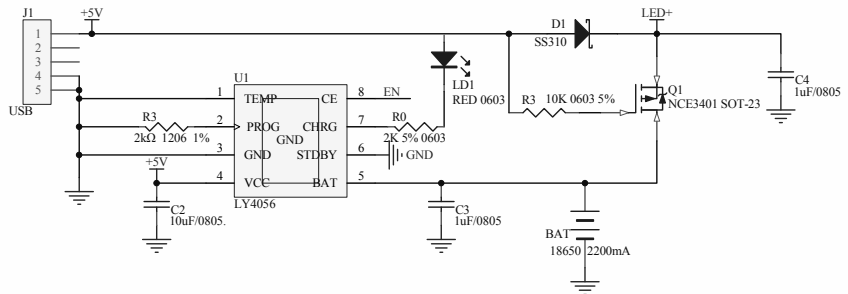 J1
+5V
1
2
3
4
5
USB
D1
SS310
LED+
C4
1uF/0805
LD1
RED 0603
R3 10K 0603 5%
Q1
NCE3401 SOT-23
U1
1 TEMP CE 8 EN
R3
2kΩ 1206 1%
2 PROG CHRG 7
R0
2K 5% 0603
GND
3 GND STDBY 6 GND
+5V
4 VCC BAT 5
LY4056
C2
10uF/0805.
C3
1uF/0805
BAT
18650 2200mA